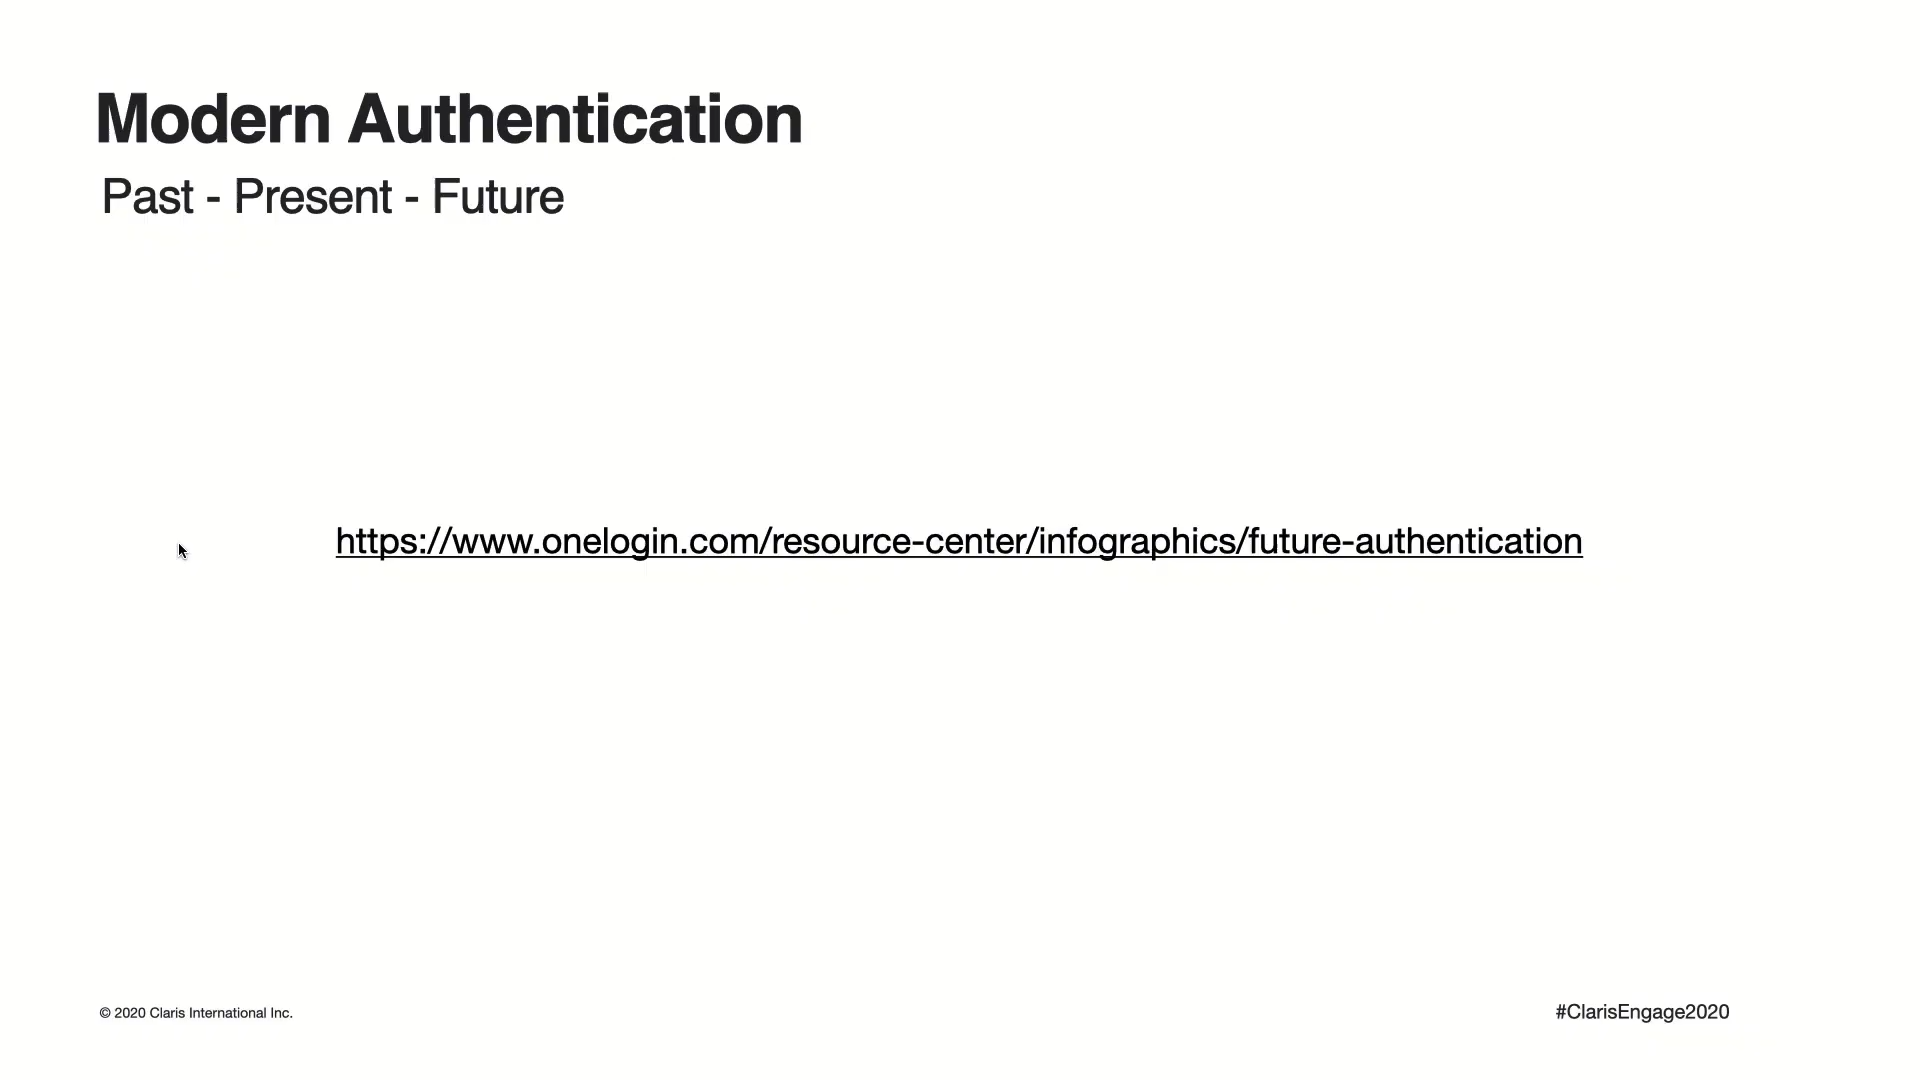 Modern Authentication
Past - Present - Future
https://www.onelogin.com/resource-center/infographics/future-authentication
© 2020 Claris International Inc.
#ClarisEngage2020